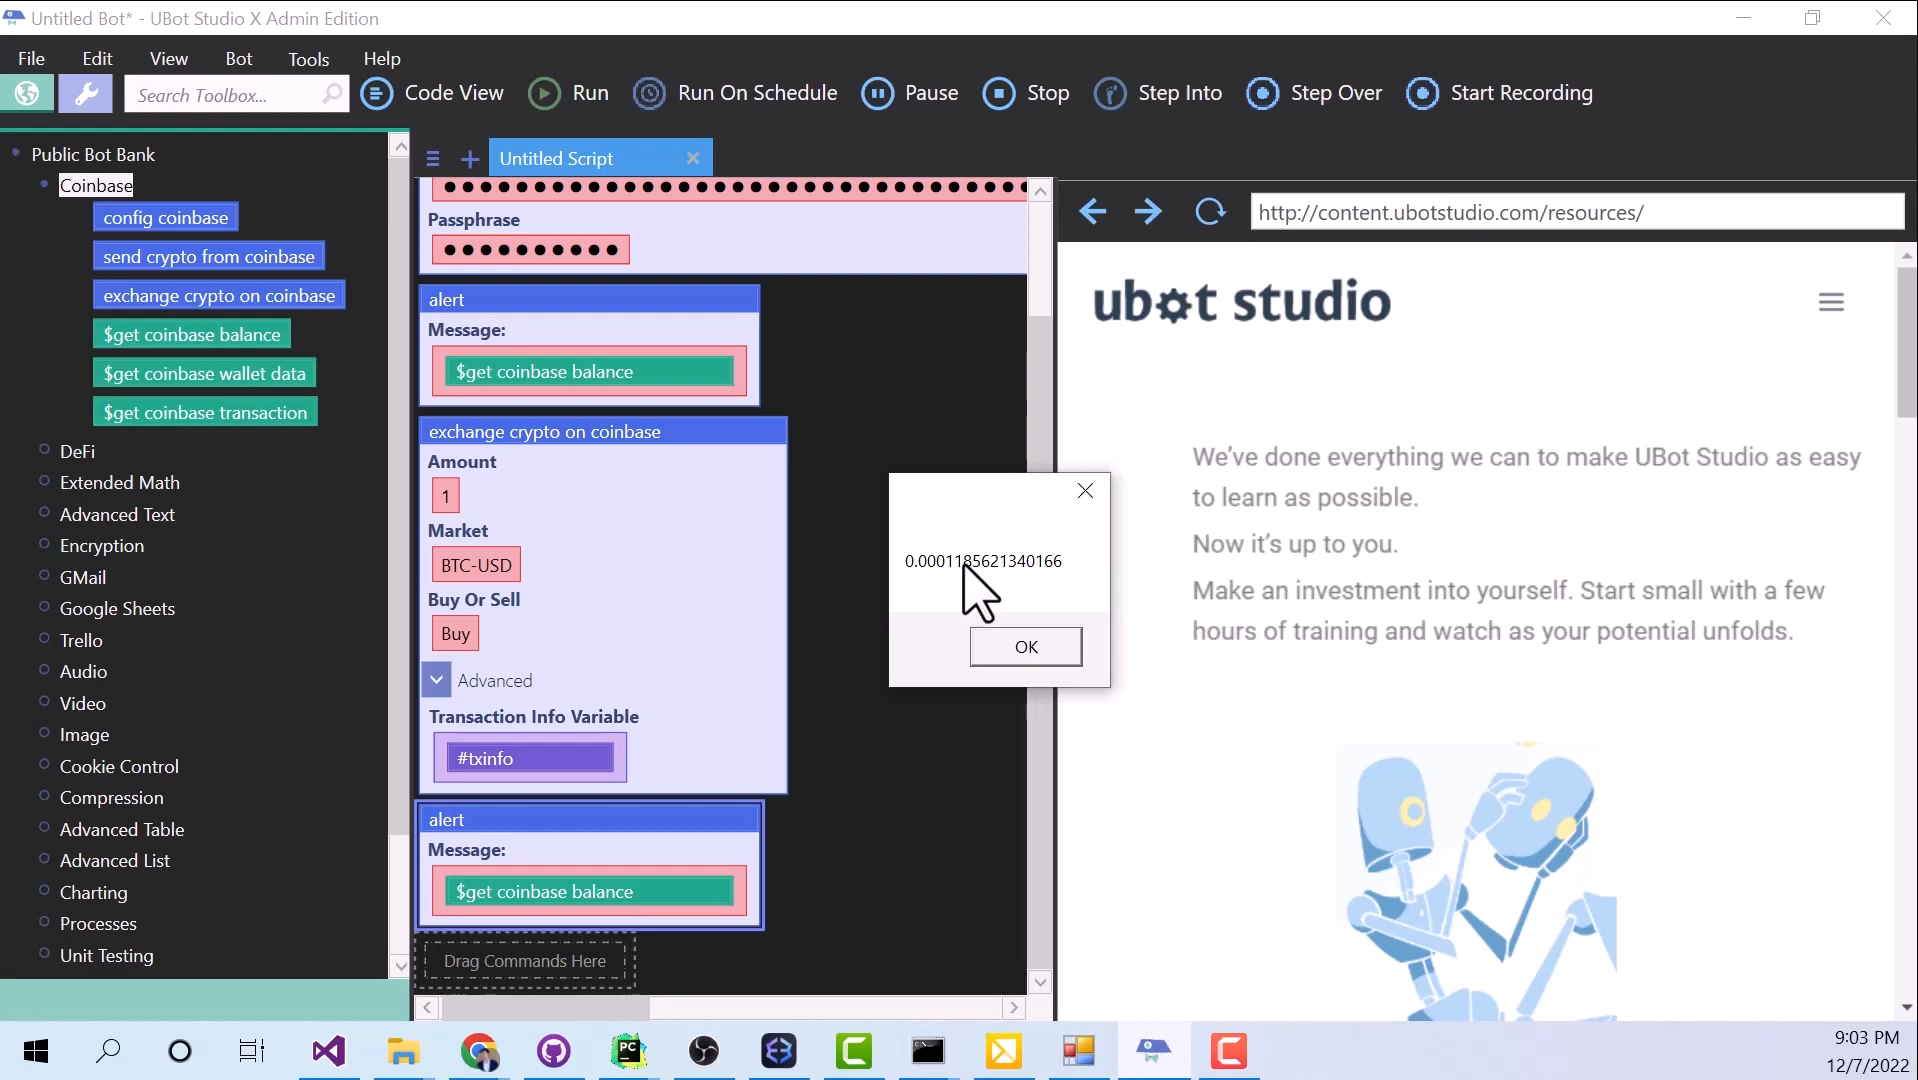 Untitled Bot* - UBot Studio X Admin Edition
File Edit View Bot Tools Help
Search Toolbox...
Code View
Run
Run On Schedule
Pause
Stop
Step Into
Step Over
Start Recording
Public Bot Bank
Coinbase
config coinbase
send crypto from coinbase
exchange crypto on coinbase
$get coinbase balance
$get coinbase wallet data
$get coinbase transaction
DeFi
Extended Math
Advanced Text
Encryption
GMail
Google Sheets
Trello
Audio
Video
Image
Cookie Control
Compression
Advanced Table
Advanced List
Charting
Processes
Unit Testing
Untitled Script
Passphrase
alert
Message:
$get coinbase balance
exchange crypto on coinbase
Amount
1
Market
BTC-USD
Buy Or Sell
Buy
Advanced
Transaction Info Variable
#txinfo
alert
Message:
$get coinbase balance
Drag Commands Here
0.0001185621340166
OK
http://content.ubotstudio.com/resources/
ubot studio
We've done everything we can to make UBot Studio as easy
to learn as possible.
Now it's up to you.
Make an investment into yourself. Start small with a few
hours of training and watch as your potential unfolds.
PC
9:03 PM
12/7/2022